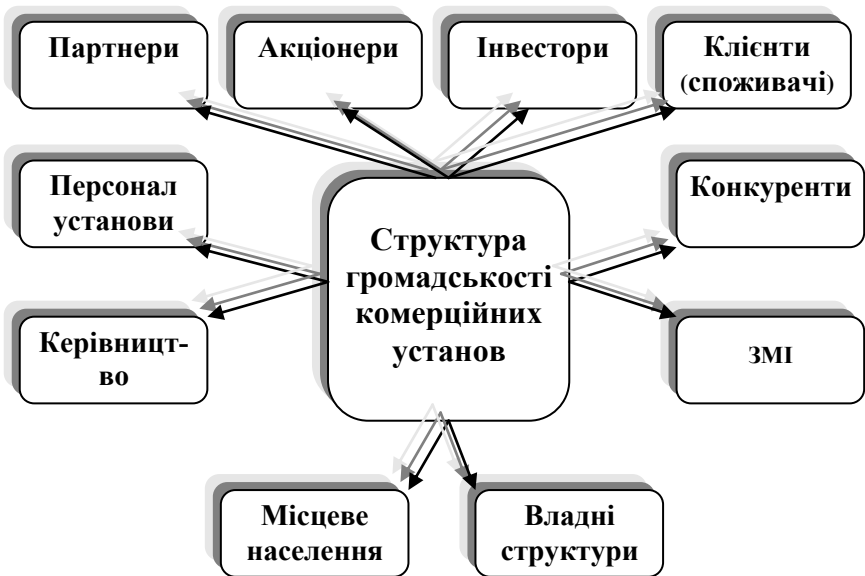 Партнери
Акціонери
Інвестори
Клієнти
(споживачі)
Персонал
установи
Структура
громадськості
комерційних
установ
Конкуренти
Керівницт-
во
ЗМІ
Місцеве
населення
Владні
структури